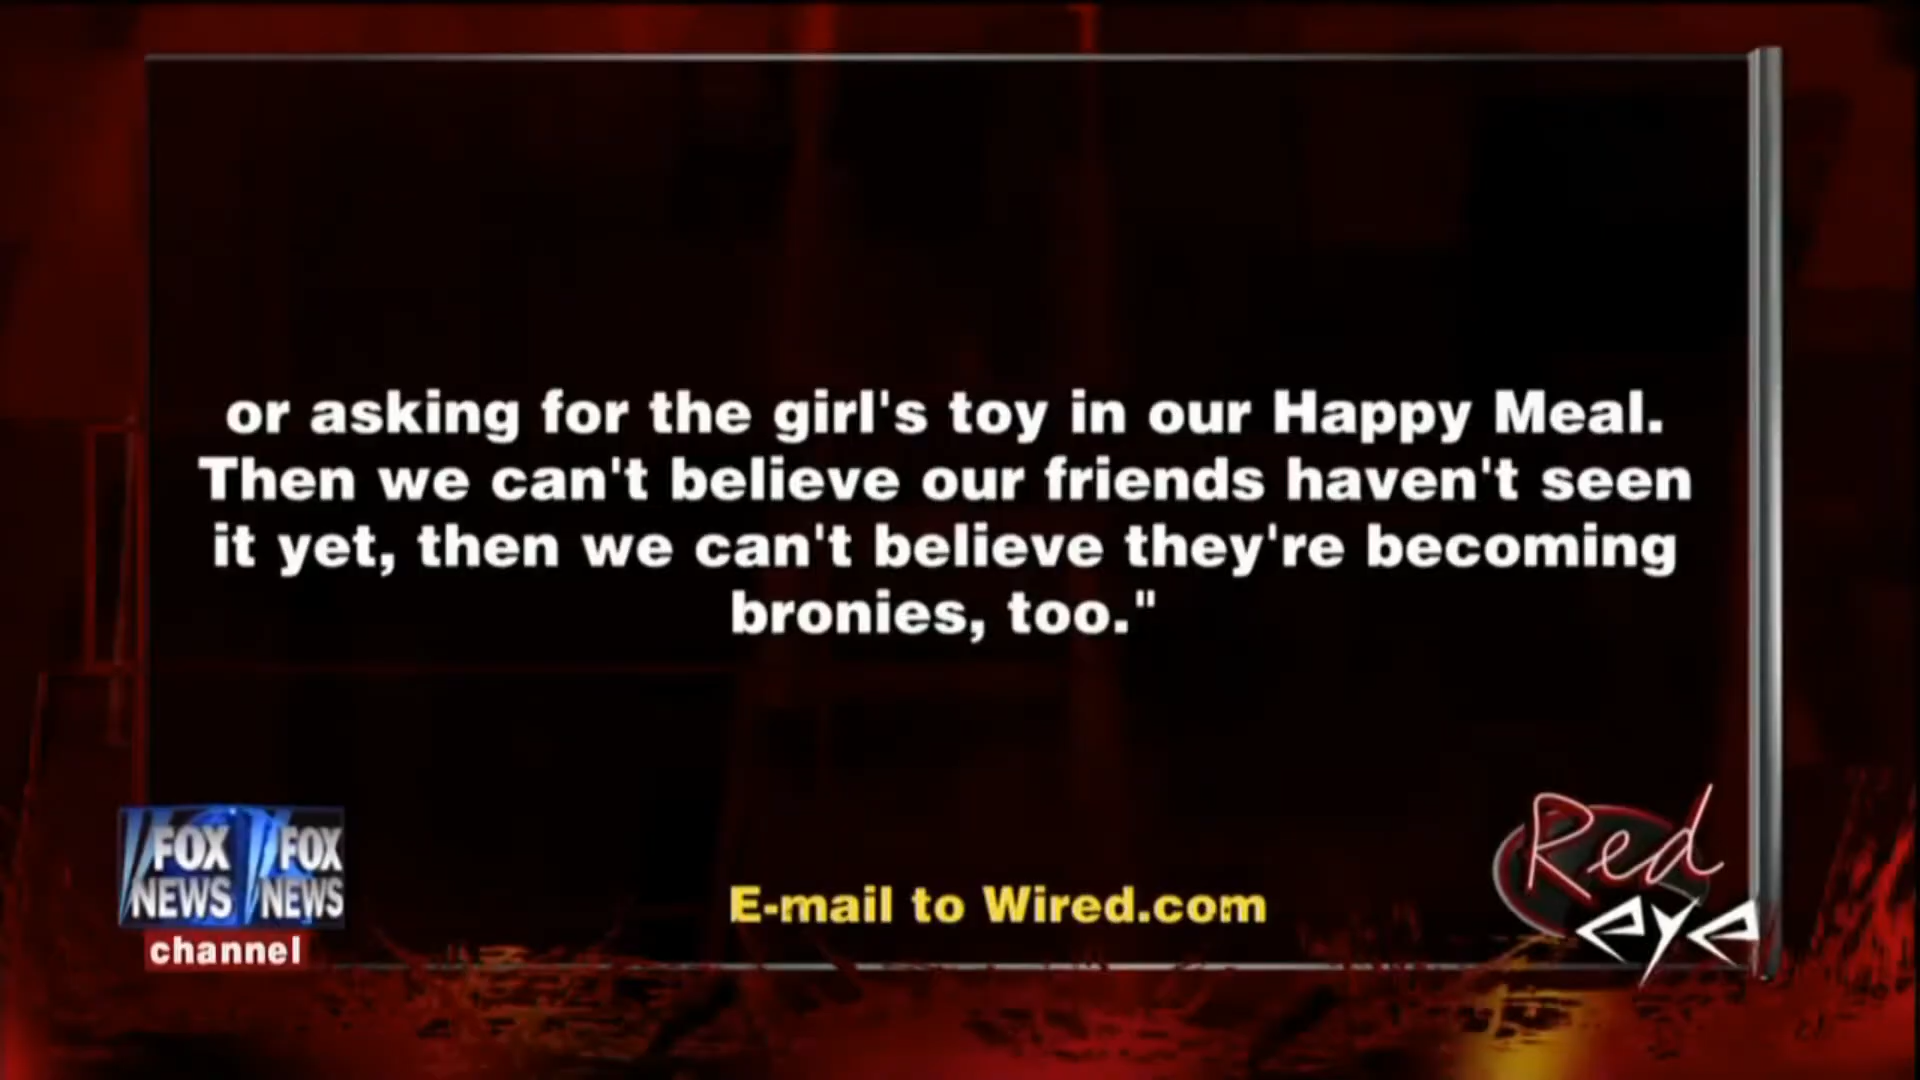 or asking for the girl's toy in our Happy Meal.
Then we can't believe our friends haven't seen
it yet, then we can't believe they're becoming
bronies, too."
E-mail to Wired.com
FOX NEWS
FOX NEWS
channel
Red
eye